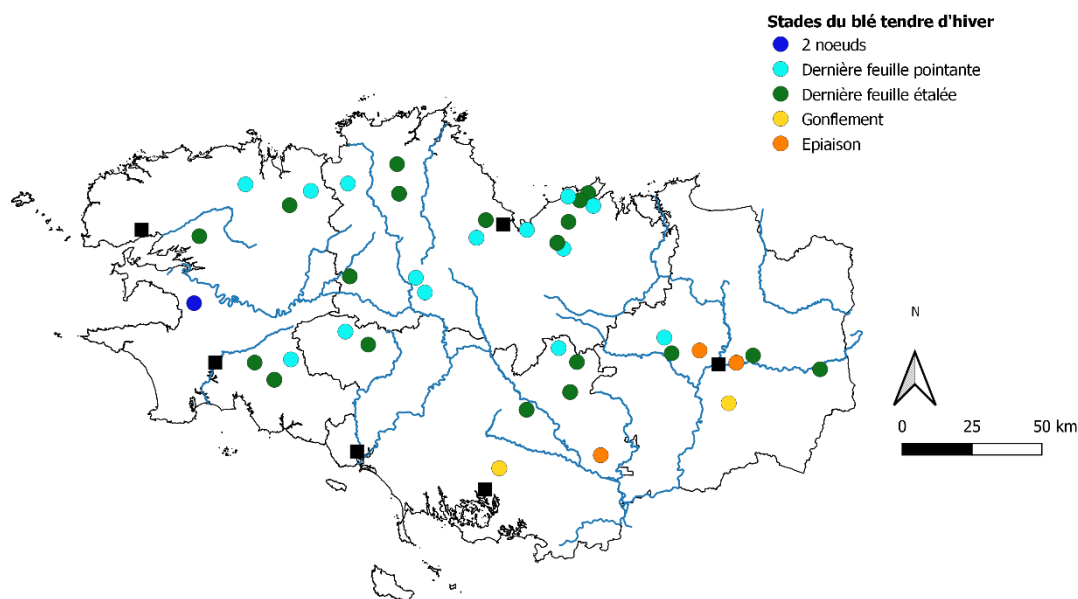 Stades du blé tendre d'hiver
2 noeuds
Dernière feuille pointante
Dernière feuille étalée
Gonflement
Epiaison
N
0 25 50 km